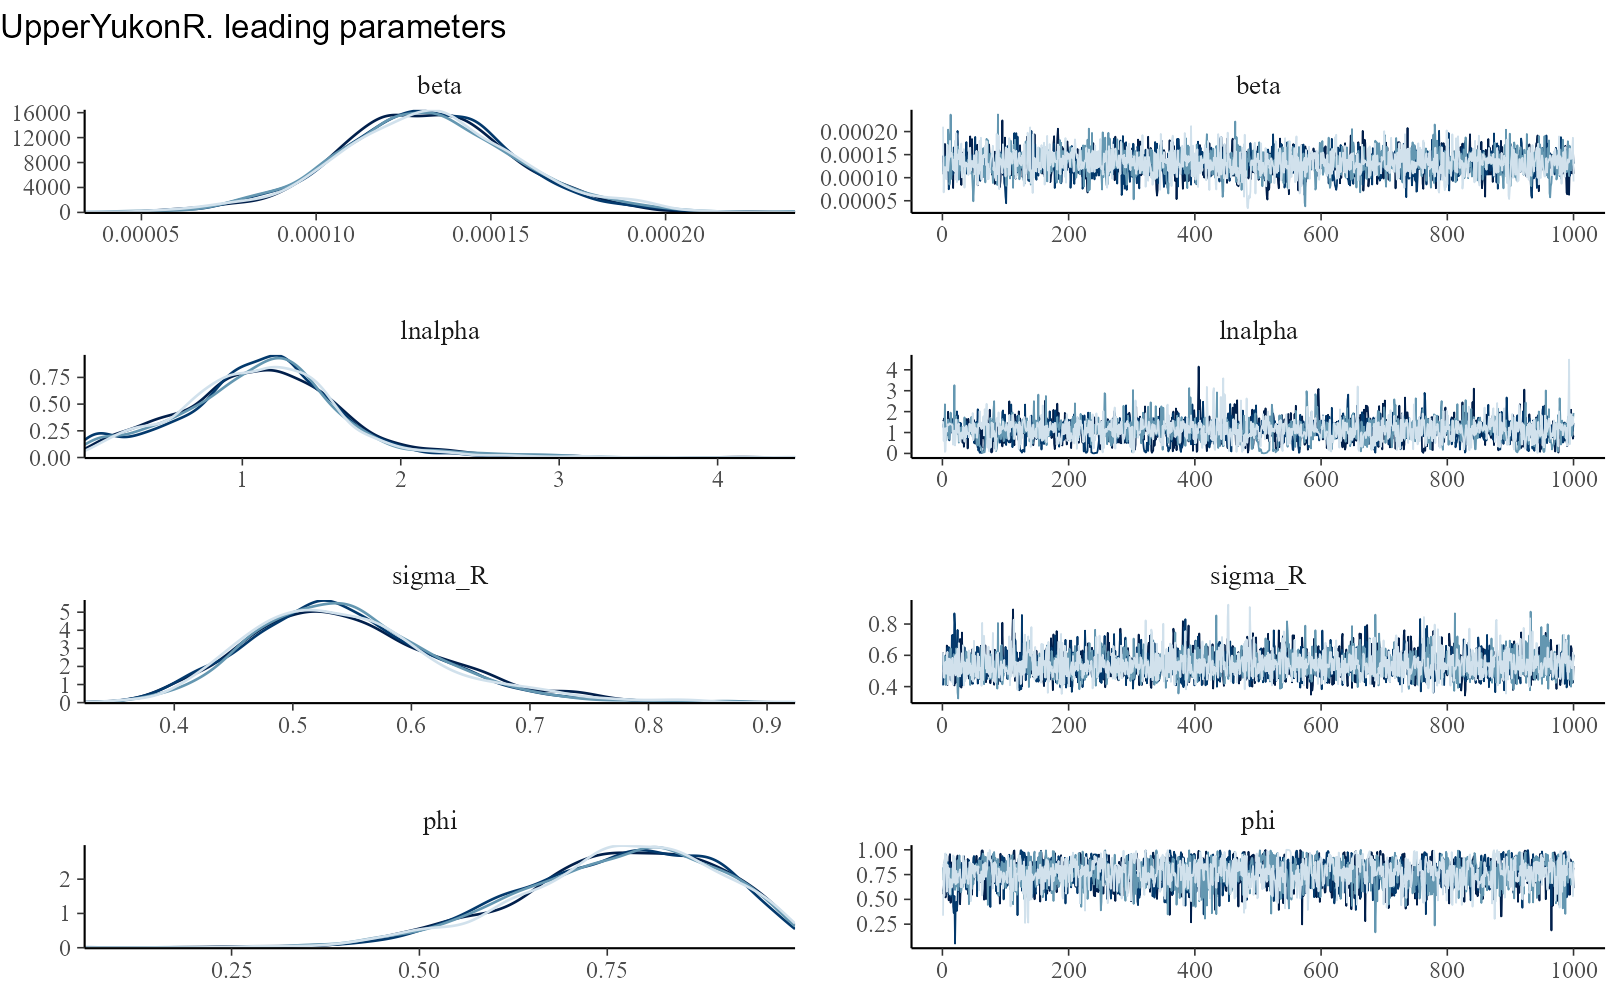 UpperYukonR. leading parameters
beta
16000
12000
8000
4000
0
0.00005 0.00010 0.00015 0.00020
beta
0.00020
0.00015
0.00010
0.00005
0 200 400 600 800 1000
lnalpha
0.75
0.50
0.25
0.00
1 2 3 4
lnalpha
4
3
2
1
0
0 200 400 600 800 1000
sigma_R
5
4
3
2
1
0
0.4 0.5 0.6 0.7 0.8 0.9
sigma_R
0.8
0.6
0.4
0 200 400 600 800 1000
phi
2
1
0
0.25 0.50 0.75
phi
1.00
0.75
0.50
0.25
0 200 400 600 800 1000